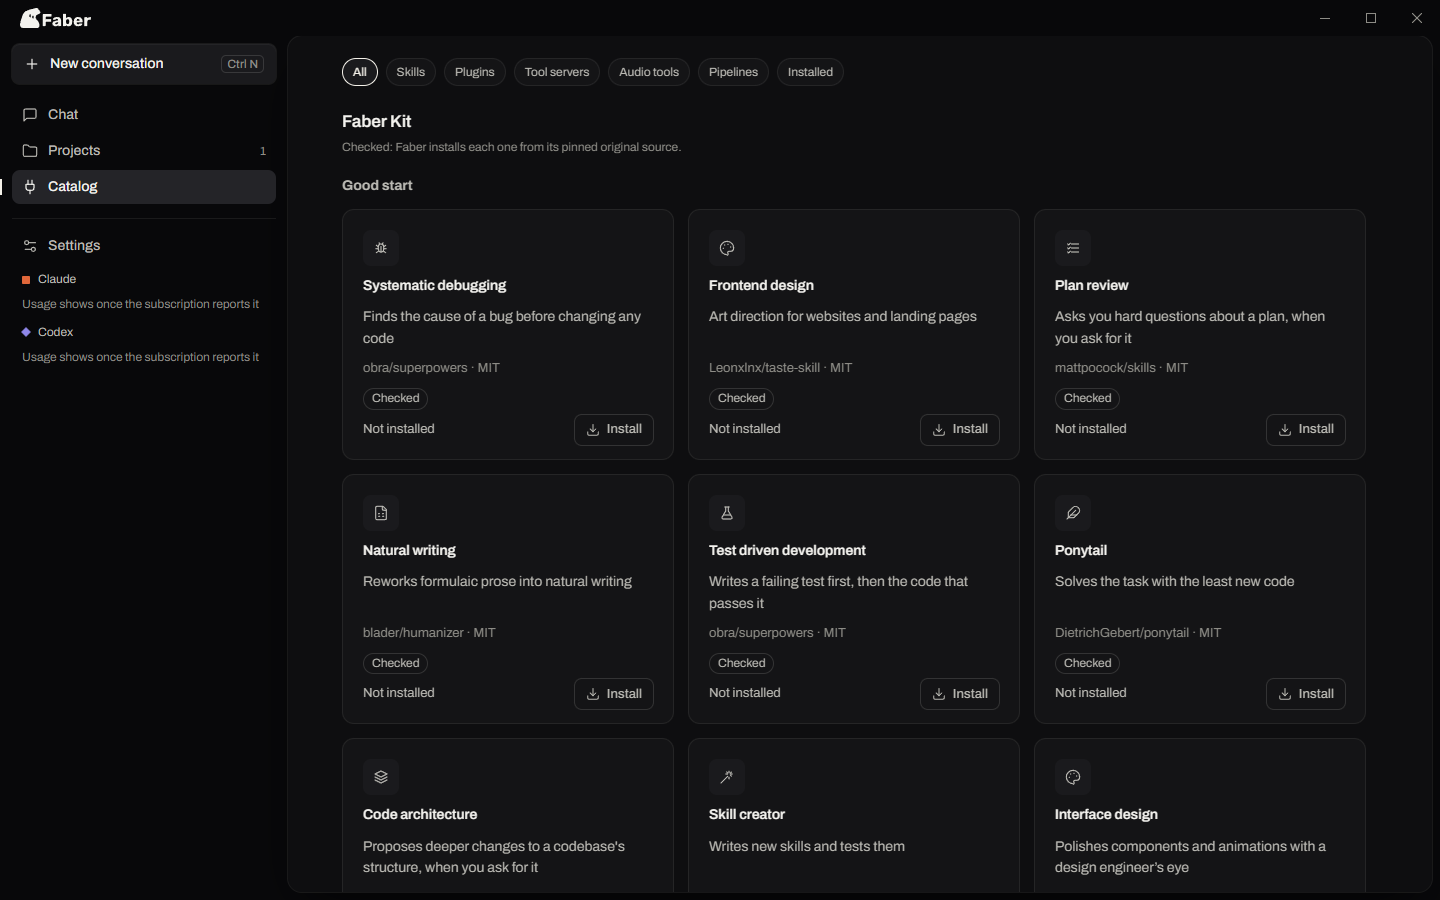 Faber
New conversation
Ctrl N
Chat
Projects
1
Catalog
Settings
Claude
Usage shows once the subscription reports it
Codex
Usage shows once the subscription reports it
All
Skills
Plugins
Tool servers
Audio tools
Pipelines
Installed
Faber Kit
Checked: Faber installs each one from its pinned original source.
Good start
Systematic debugging
Finds the cause of a bug before changing any
code
obra/superpowers · MIT
Checked
Not installed
Install
Frontend design
Art direction for websites and landing pages
Leonxlnx/taste-skill · MIT
Checked
Not installed
Install
Plan review
Asks you hard questions about a plan, when
you ask for it
mattpocock/skills · MIT
Checked
Not installed
Install
Natural writing
Reworks formulaic prose into natural writing
blader/humanizer · MIT
Checked
Not installed
Install
Test driven development
Writes a failing test first, then the code that
passes it
obra/superpowers · MIT
Checked
Not installed
Install
Ponytail
Solves the task with the least new code
DietrichGebert/ponytail · MIT
Checked
Not installed
Install
Code architecture
Proposes deeper changes to a codebase's
structure, when you ask for it
Skill creator
Writes new skills and tests them
Interface design
Polishes components and animations with a
design engineer's eye